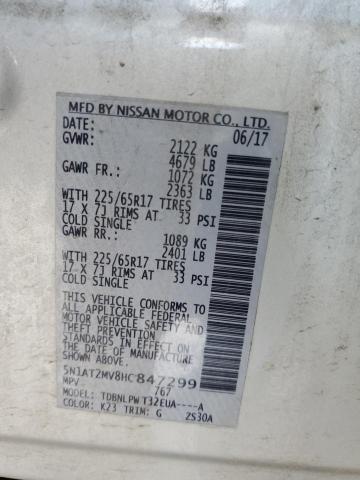 MFD BY NISSAN MOTOR CO., LTD.
DATE: 06/17
GVWR: 2122 KG
4679 LB
GAWR FR.: 1072 KG
2363 LB
WITH 225/65R17 TIRES
17 X 7J RIMS AT 33 PSI
COLD SINGLE
GAWR RR.: 1089 KG
2401 LB
WITH 225/65R17 TIRES
17 X 7J RIMS AT 33 PSI
COLD SINGLE
THIS VEHICLE CONFORMS TO
ALL APPLICABLE FEDERAL
MOTOR VEHICLE SAFETY AND
THEFT PREVENTION
STANDARDS IN EFFECT ON
THE DATE OF MANUFACTURE
SHOWN ABOVE.
5N1AT2MV8HC847299
MPV 767
MODEL: TDBNLPW T32EUA----A
COLOR: K23 TRIM: G 2S30A